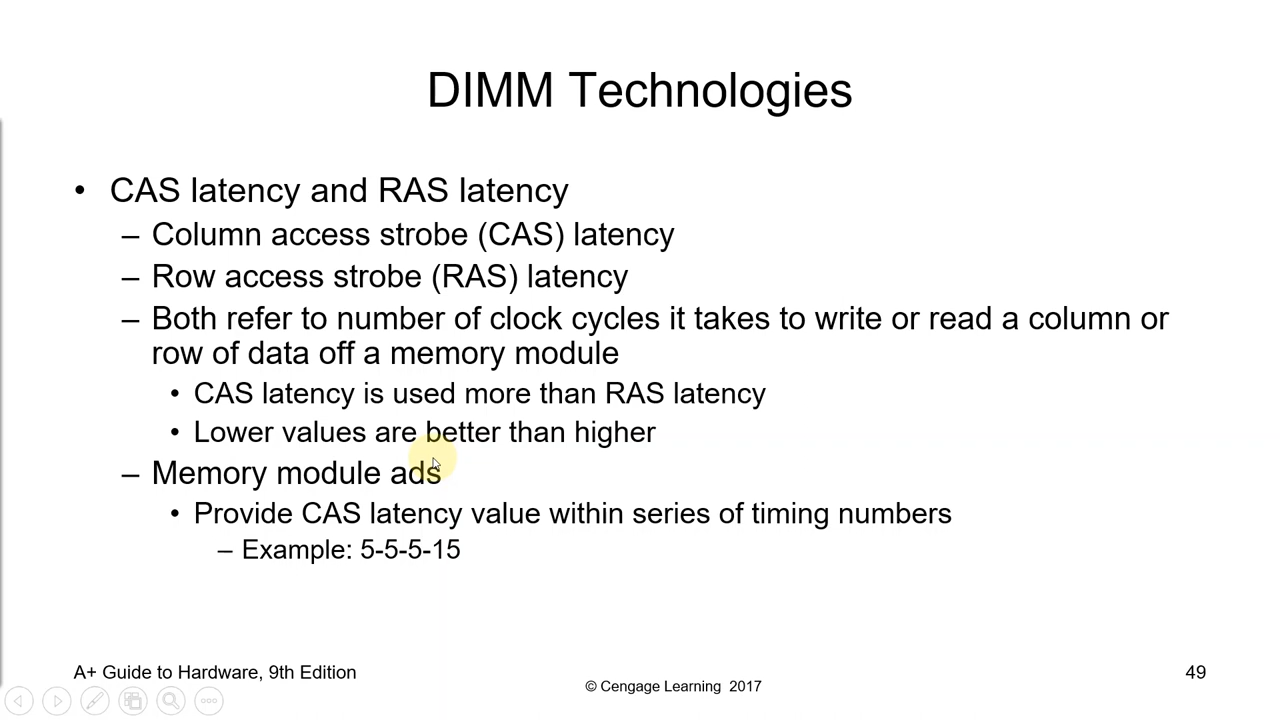 DIMM Technologies
• CAS latency and RAS latency
– Column access strobe (CAS) latency
– Row access strobe (RAS) latency
– Both refer to number of clock cycles it takes to write or read a column or
row of data off a memory module
• CAS latency is used more than RAS latency
• Lower values are better than higher
– Memory module ads
• Provide CAS latency value within series of timing numbers
– Example: 5-5-5-15
A+ Guide to Hardware, 9th Edition
© Cengage Learning 2017
49